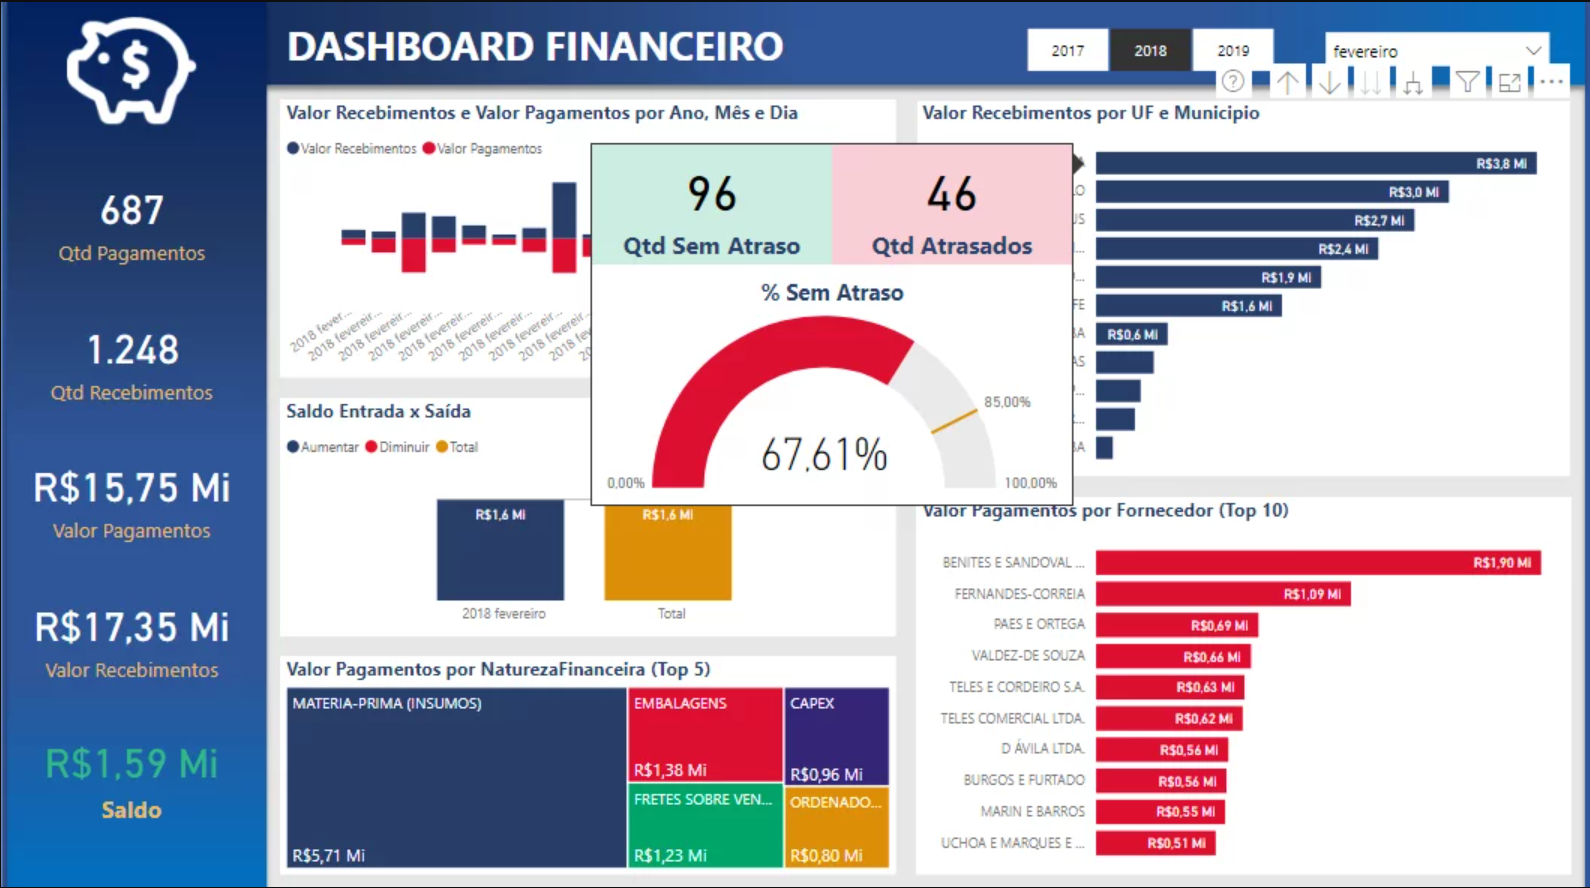 DASHBOARD FINANCEIRO
2017
2018
2019
fevereiro
687
Qtd Pagamentos
1.248
Qtd Recebimentos
R$15,75 Mi
Valor Pagamentos
R$17,35 Mi
Valor Recebimentos
R$1,59 Mi
Saldo
Valor Recebimentos e Valor Pagamentos por Ano, Mês e Dia
Valor Recebimentos
Valor Pagamentos
2018 fever...
2018 fevereir...
2018 fevereir...
2018 fevereir...
2018 fevereir...
2018 fevereir...
2018 fevereir...
2018 fevereir...
96
Qtd Sem Atraso
46
Qtd Atrasados
% Sem Atraso
85,00%
67,61%
0,00%
100,00%
Saldo Entrada x Saída
Aumentar
Diminuir
Total
R$1,6 Mi
R$1,6 Mi
2018 fevereiro
Total
Valor Pagamentos por NaturezaFinanceira (Top 5)
MATERIA-PRIMA (INSUMOS)
R$5,71 Mi
EMBALAGENS
R$1,38 Mi
FRETES SOBRE VEN...
R$1,23 Mi
CAPEX
R$0,96 Mi
ORDENADO...
R$0,80 Mi
Valor Recebimentos por UF e Municipio
R$3,8 Mi
R$3,0 Mi
R$2,7 Mi
R$2,4 Mi
R$1,9 Mi
R$1,6 Mi
R$0,6 Mi
Valor Pagamentos por Fornecedor (Top 10)
BENITES E SANDOVAL ... R$1,90 Mi
FERNANDES-CORREIA R$1,09 Mi
PAES E ORTEGA R$0,69 Mi
VALDEZ-DE SOUZA R$0,66 Mi
TELES E CORDEIRO S.A. R$0,63 Mi
TELES COMERCIAL LTDA. R$0,62 Mi
D ÁVILA LTDA. R$0,56 Mi
BURGOS E FURTADO R$0,56 Mi
MARIN E BARROS R$0,55 Mi
UCHOA E MARQUES E ... R$0,51 Mi